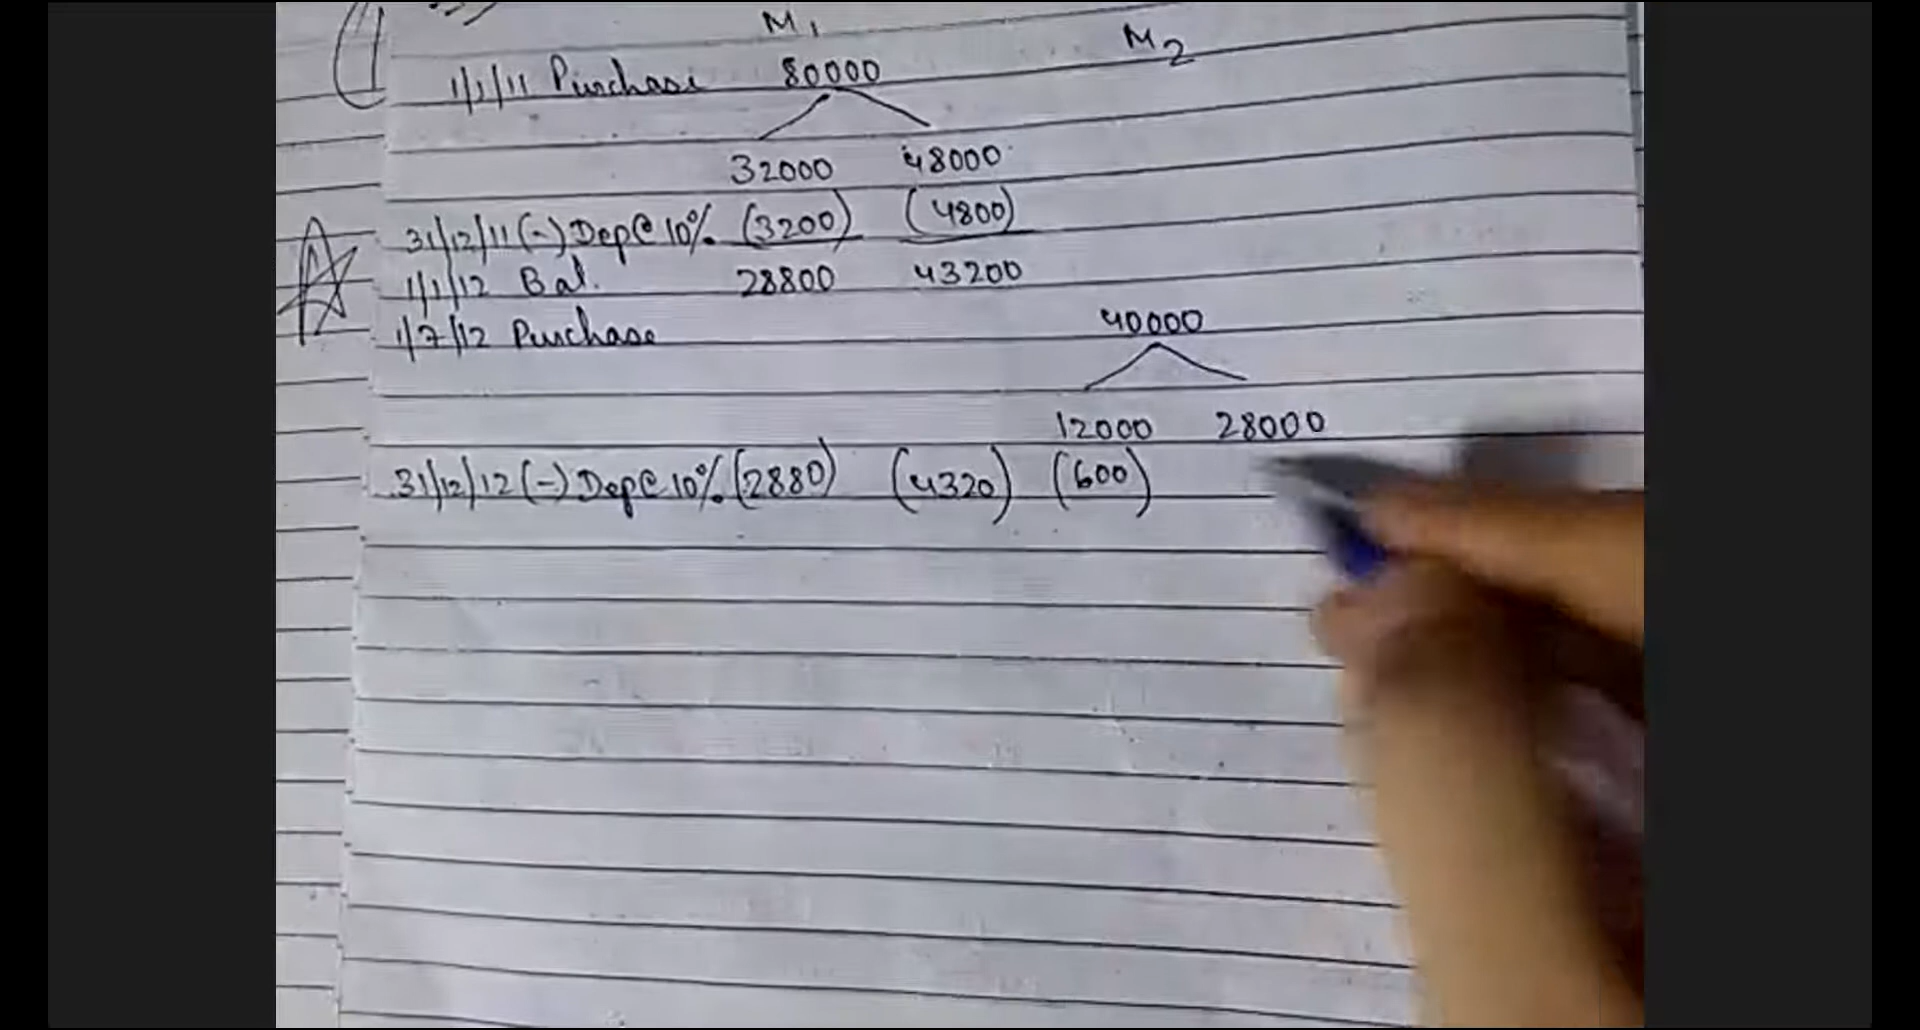 M1 M2
1/1/11 Purchase 80000
32000 48000
31/12/11 (-) Dep@ 10% (3200) (4800)
1/1/12 Bal. 28800 43200
1/7/12 Purchase 40000
12000 28000
31/12/12 (-) Dep@ 10% (2880) (4320) (600)